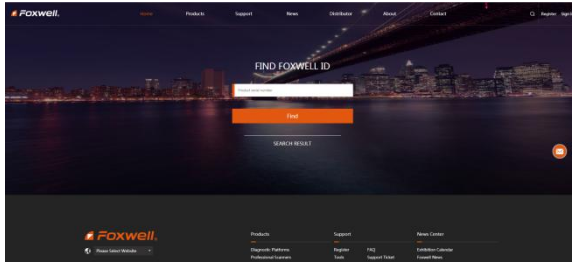 Foxwell.
Home Products Support News Distributor About Contact Register Sign
FIND FOXWELL ID
Product serial number
Find
SEARCH RESULT
Foxwell.
Please Select Website
Products Support News Center
Diagnostic Platforms Register FAQ Exhibition Calendar
Professional Scanners Tools Support Ticket Foxwell News